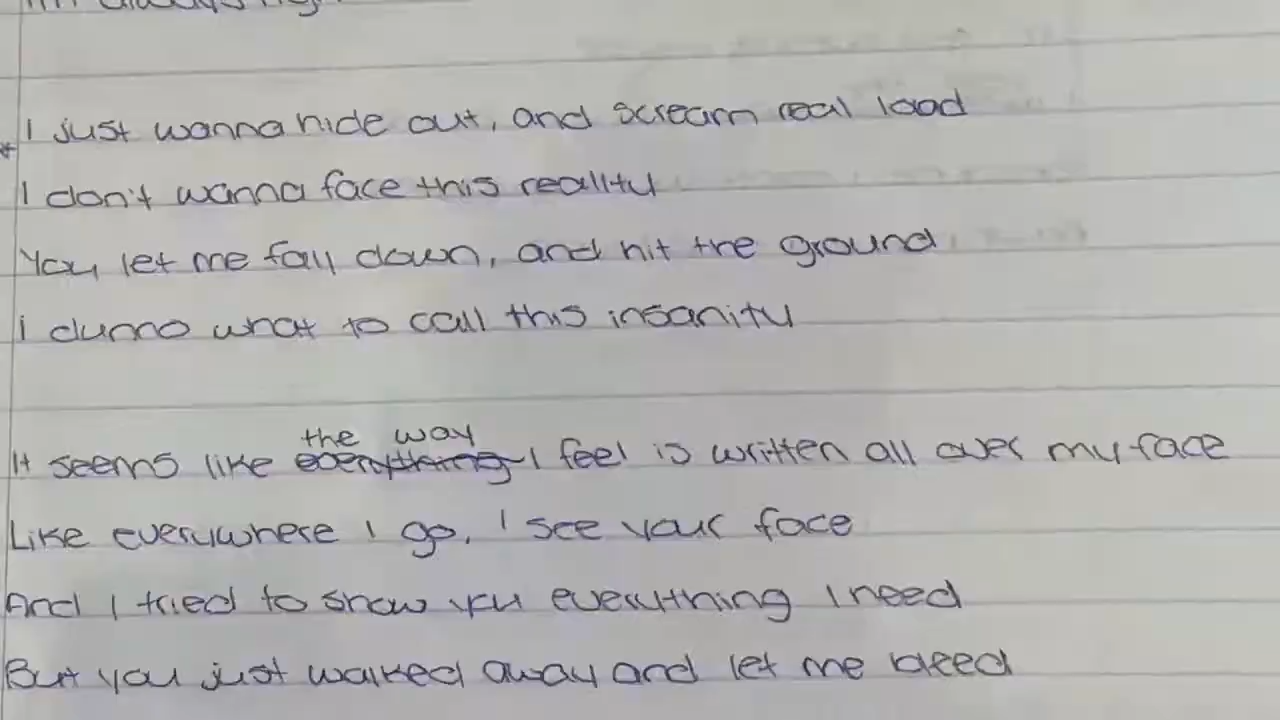 I just wanna hide out, and scream real load
I don't wanna face this reality
You let me fall down, and hit the ground
i dunno what to call this insanity
the way
It seems like everything I feel is written all over my face
Like everywhere I go, I see your face
And I tried to show you everything I need
But you just walked away and let me bleed